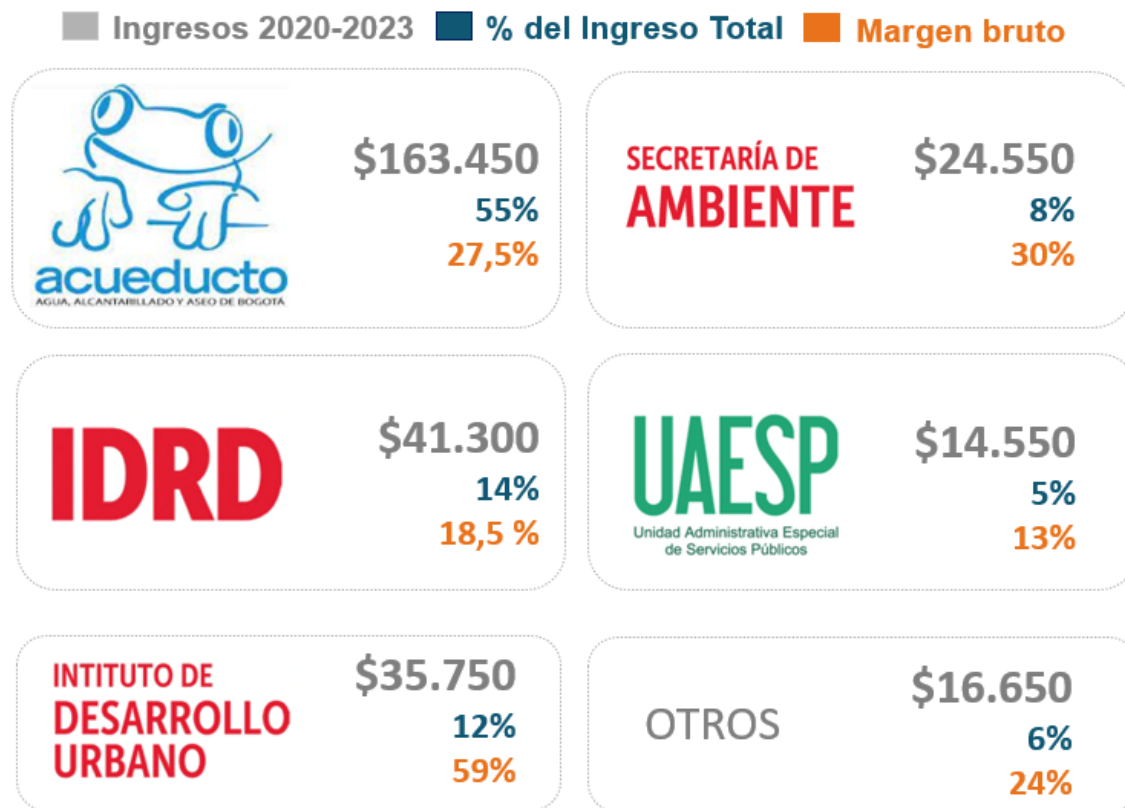 Ingresos 2020-2023 % del Ingreso Total Margen bruto
acueducto
AGUA, ALCANTARILLADO Y ASEO DE BOGOTÁ
$163.450
55%
27,5%
SECRETARÍA DE
AMBIENTE
$24.550
8%
30%
IDRD
$41.300
14%
18,5 %
UAESP
Unidad Administrativa Especial
de Servicios Públicos
$14.550
5%
13%
INTITUTO DE
DESARROLLO
URBANO
$35.750
12%
59%
OTROS
$16.650
6%
24%